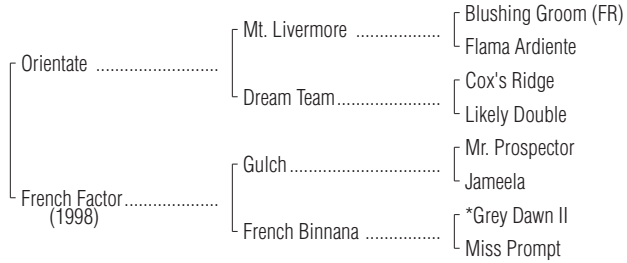 Blushing Groom (FR)
Mt. Livermore ..................
Flama Ardiente
Orientate ..........................
Cox's Ridge
Dream Team......................
Likely Double
Mr. Prospector
Gulch ................................
Jameela
French Factor....................
(1998)
*Grey Dawn II
French Binnana ................
Miss Prompt